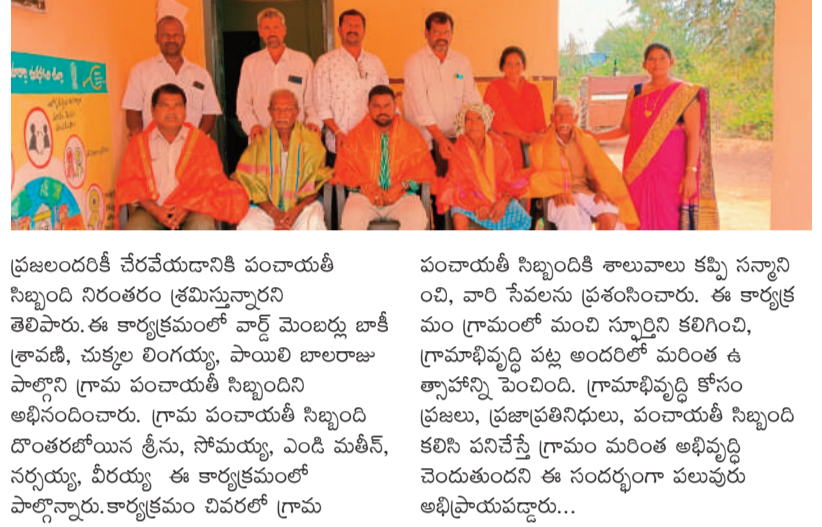 ప్రజలందరికీ చేరవేయడానికి పంచాయతీ
సిబ్బంది నిరంతరం శ్రమిస్తున్నారని
తెలిపారు.ఈ కార్యక్రమంలో వార్డ్ మెంబర్లు బాకీ
శ్రావణి, చుక్కల లింగయ్య, పాయిలి బాలరాజు
పాల్గొని గ్రామ పంచాయతీ సిబ్బందిని
అభినందించారు. గ్రామ పంచాయతీ సిబ్బంది
దొంతరబోయిన శ్రీను, సోమయ్య, ఎండి మతీన్,
నర్సయ్య, వీరయ్య ఈ కార్యక్రమంలో
పాల్గొన్నారు.కార్యక్రమం చివరలో గ్రామ
పంచాయతీ సిబ్బందికి శాలువాలు కప్పి సన్మాని
ంచి, వారి సేవలను ప్రశంసించారు. ఈ కార్యక్ర
మం గ్రామంలో మంచి స్ఫూర్తిని కలిగించి,
గ్రామాభివృద్ధి పట్ల అందరిలో మరింత ఉ
త్సాహాన్ని పెంచింది. గ్రామాభివృద్ధి కోసం
ప్రజలు, ప్రజాప్రతినిధులు, పంచాయతీ సిబ్బంది
కలిసి పనిచేస్తే గ్రామం మరింత అభివృద్ధి
చెందుతుందని ఈ సందర్భంగా పలువురు
అభిప్రాయపడ్డారు...